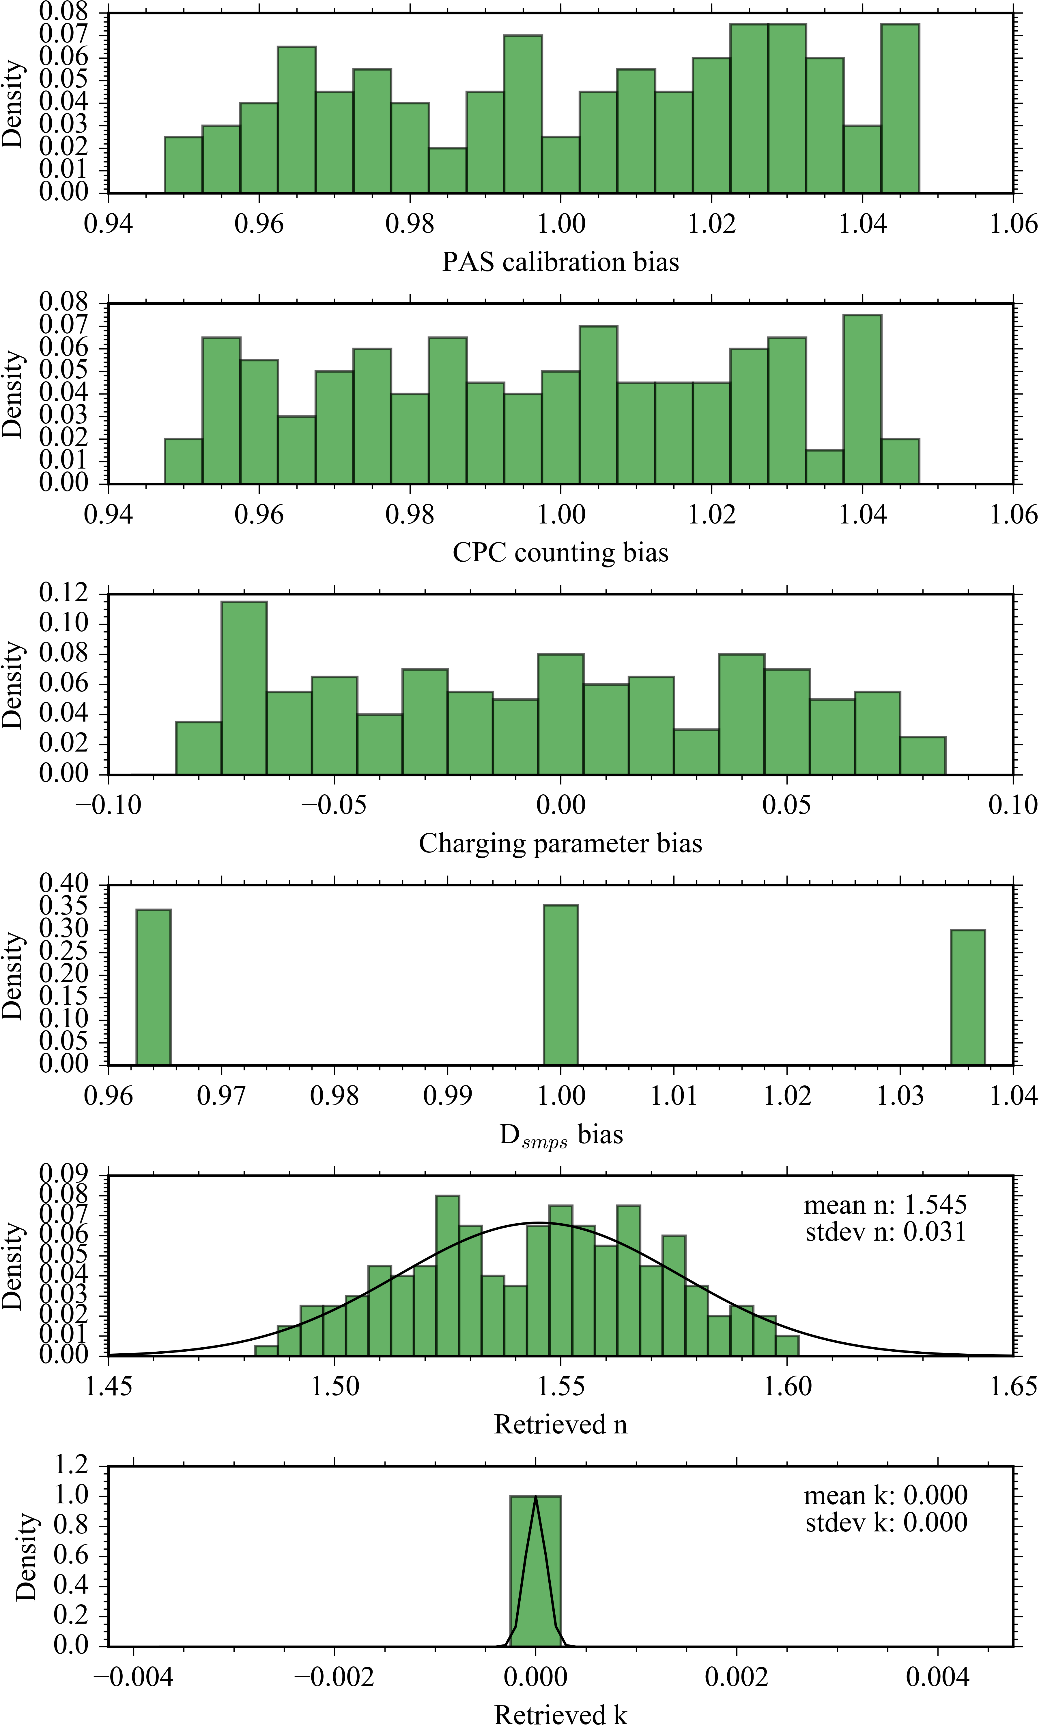 0.08
0.07
0.06
0.05
0.04
0.03
0.02
0.01
0.00
Density
0.94 0.96 0.98 1.00 1.02 1.04 1.06
PAS calibration bias
0.08
0.07
0.06
0.05
0.04
0.03
0.02
0.01
0.00
Density
0.94 0.96 0.98 1.00 1.02 1.04 1.06
CPC counting bias
0.12
0.10
0.08
0.06
0.04
0.02
0.00
Density
−0.10 −0.05 0.00 0.05 0.10
Charging parameter bias
0.40
0.35
0.30
0.25
0.20
0.15
0.10
0.05
0.00
Density
0.96 0.97 0.98 0.99 1.00 1.01 1.02 1.03 1.04
Dsmps bias
0.09
0.08
0.07
0.06
0.05
0.04
0.03
0.02
0.01
0.00
Density
mean n: 1.545
stdev n: 0.031
1.45 1.50 1.55 1.60 1.65
Retrieved n
1.2
1.0
0.8
0.6
0.4
0.2
0.0
Density
mean k: 0.000
stdev k: 0.000
−0.004 −0.002 0.000 0.002 0.004
Retrieved k